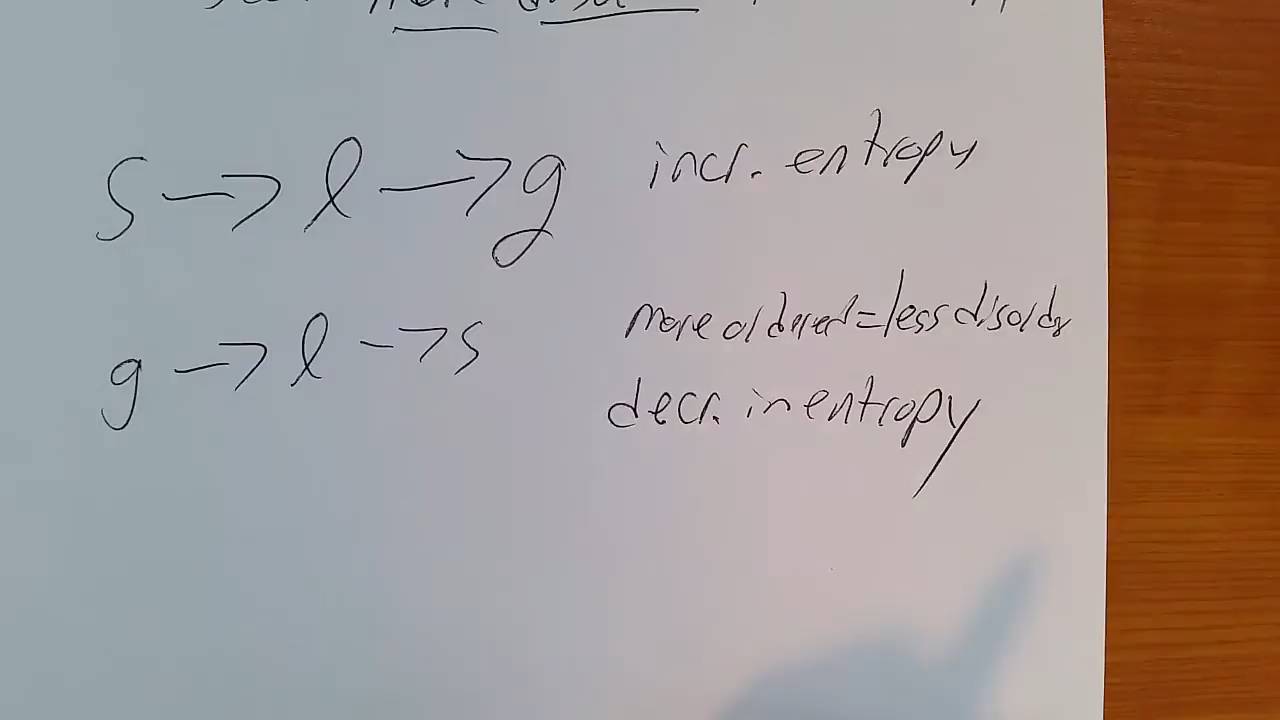 s → l → g incr. entropy
g → l → s more ordered = less disorder
decr. in entropy